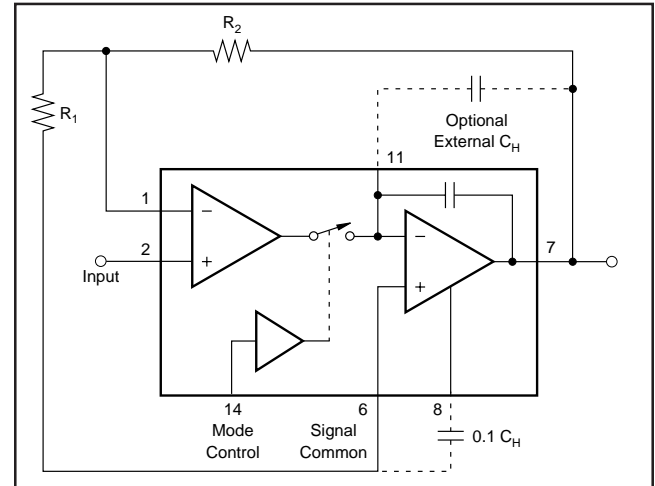 R2
R1
Optional
External CH
11
1
−
−
7
2
+
Input
+
14
6
8
0.1 CH
Mode
Control
Signal
Common